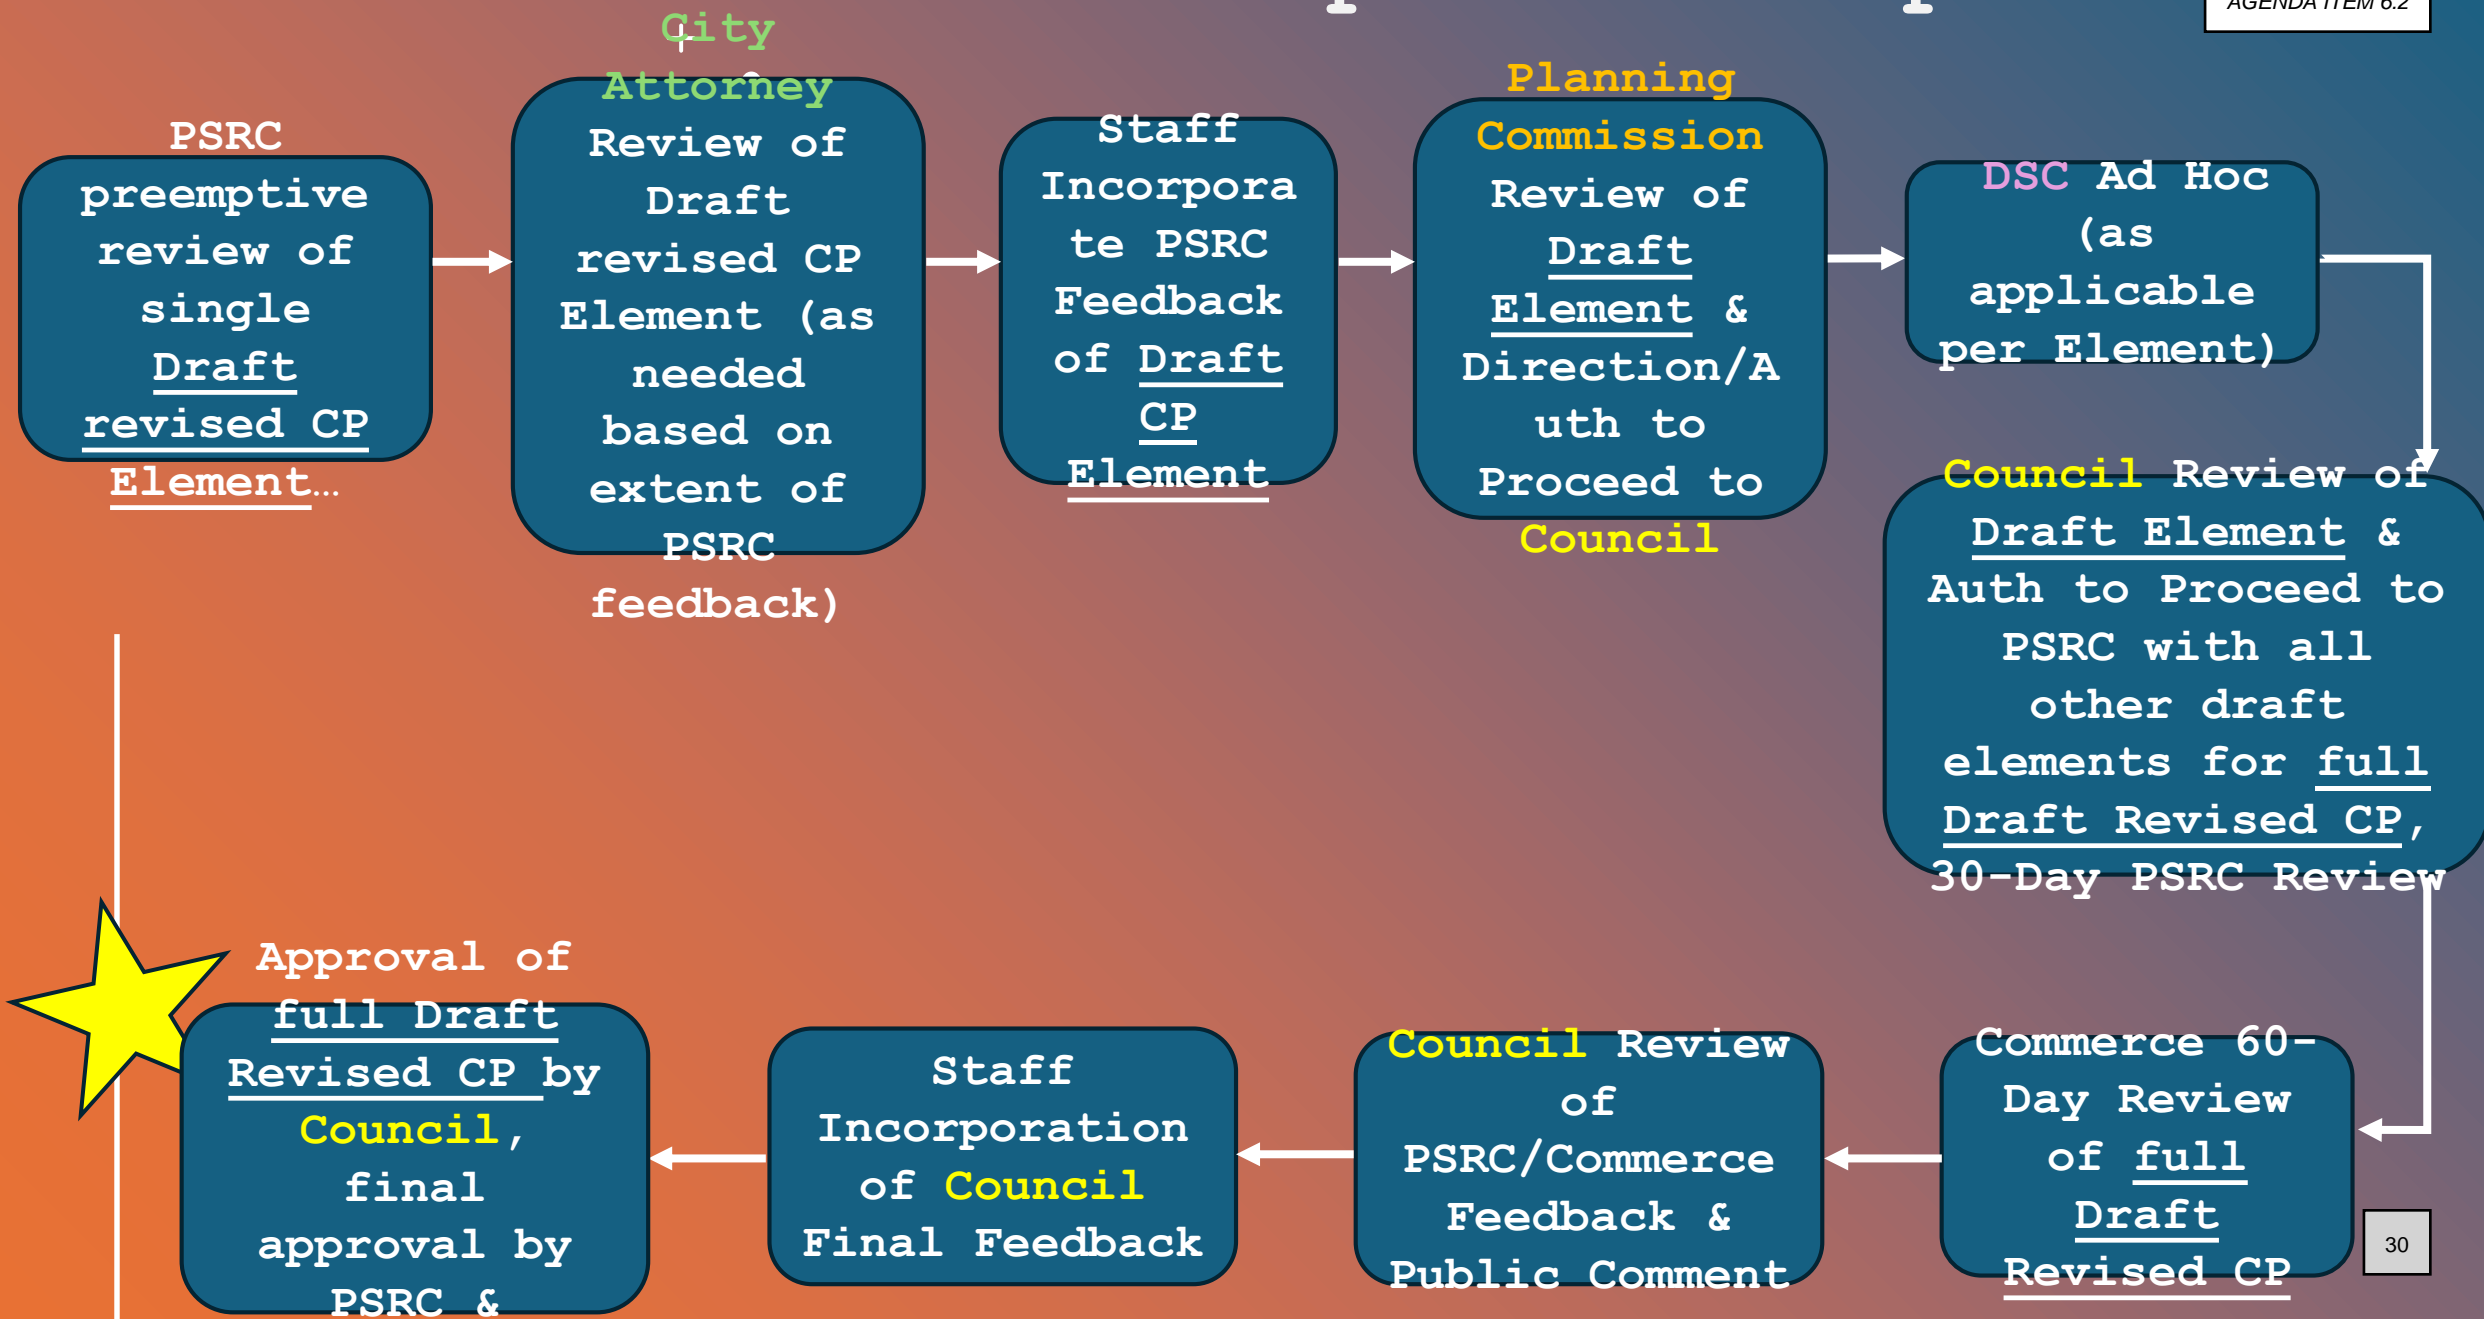 AGENDA ITEM 6.2
PSRC
preemptive
review of
single
Draft
revised CP
Element…
City
Attorney
Review of
Draft
revised CP
Element (as
needed
based on
extent of
PSRC
feedback)
Staff
Incorpora
te PSRC
Feedback
of Draft
CP
Element
Planning
Commission
Review of
Draft
Element &
Direction/A
uth to
Proceed to
Council
DSC Ad Hoc
(as
applicable
per Element)
Council Review of
Draft Element &
Auth to Proceed to
PSRC with all
other draft
elements for full
Draft Revised CP,
30-Day PSRC Review
Commerce 60-
Day Review
of full
Draft
Revised CP
Council Review
of
PSRC/Commerce
Feedback &
Public Comment
Staff
Incorporation
of Council
Final Feedback
Approval of
full Draft
Revised CP by
Council,
final
approval by
PSRC &
30